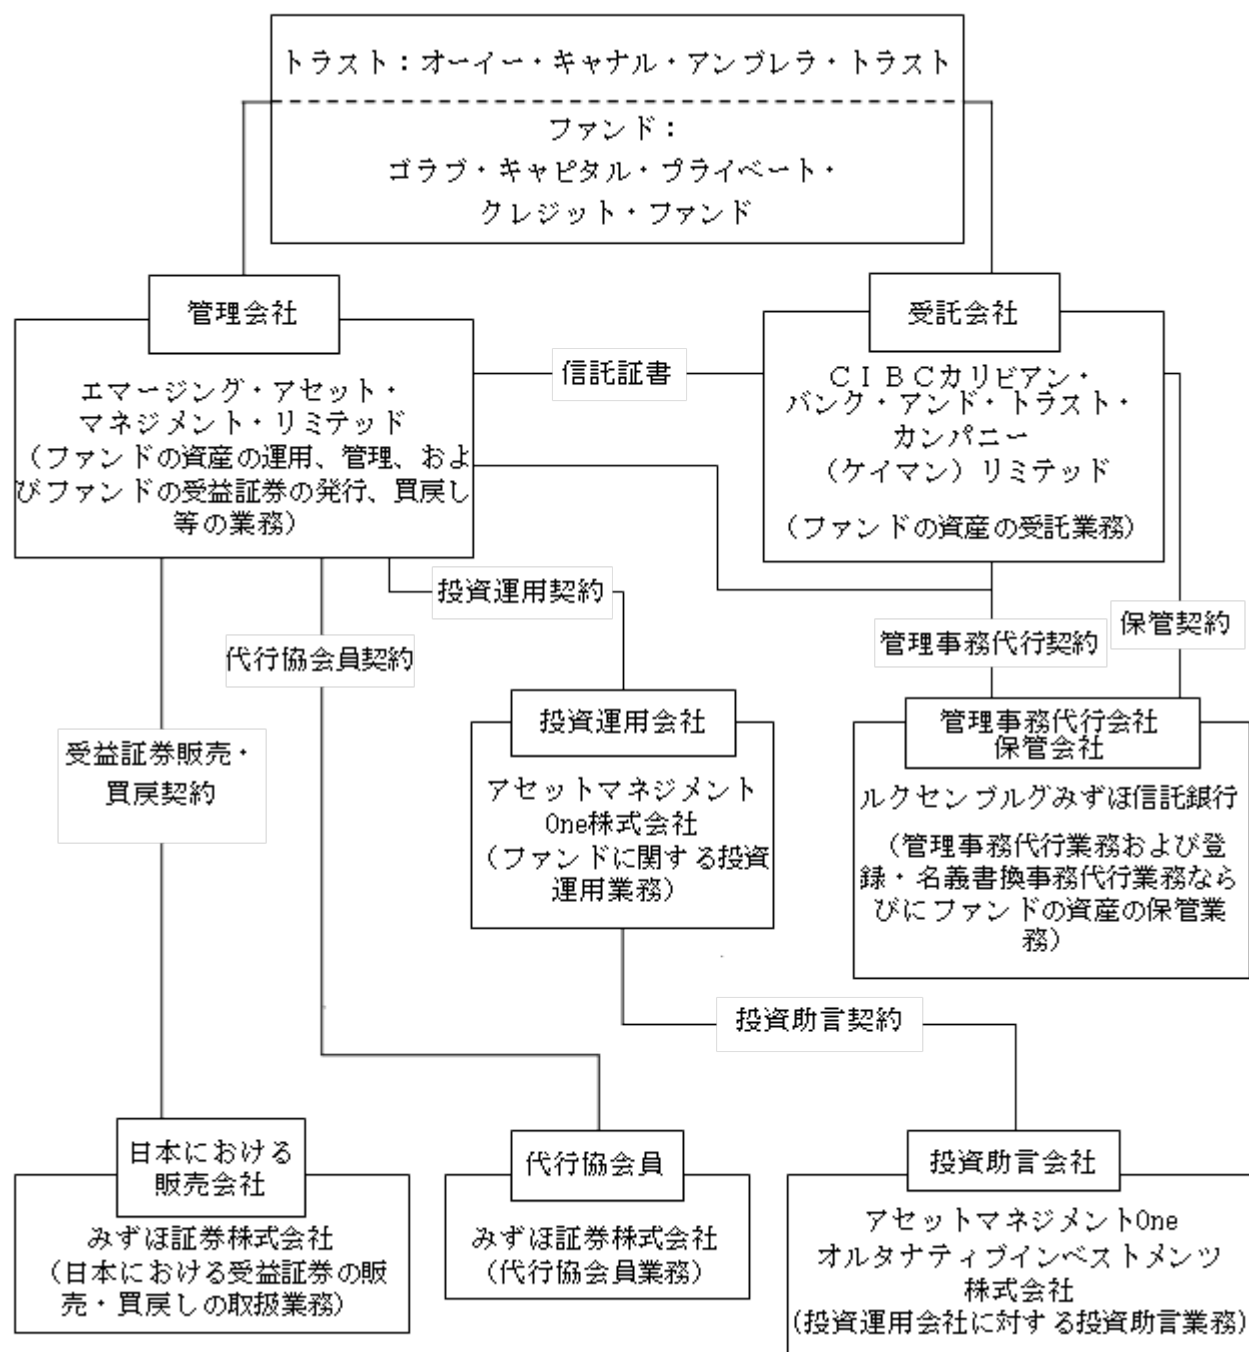 トラスト：オーイー・キャナル・アンブレラ・トラスト
ファンド：
ゴラブ・キャピタル・プライベート・
クレジット・ファンド
管理会社
エマージング・アセット・
マネジメント・リミテッド
（ファンドの資産の運用、管理、およ
びファンドの受益証券の発行、買戻し
等の業務）
信託証書
受託会社
ＣＩＢＣカリビアン・
バンク・アンド・トラスト・
カンパニー
（ケイマン）リミテッド
（ファンドの資産の受託業務）
投資運用契約
代行協会員契約
管理事務代行契約
保管契約
受益証券販売・
買戻契約
投資運用会社
アセットマネジメント
One株式会社
（ファンドに関する投資
運用業務）
管理事務代行会社
保管会社
ルクセンブルグみずほ信託銀行
（管理事務代行業務および登
録・名義書換事務代行業務なら
びにファンドの資産の保管業
務）
投資助言契約
日本における
販売会社
みずほ証券株式会社
（日本における受益証券の販
売・買戻しの取扱業務）
代行協会員
みずほ証券株式会社
（代行協会員業務）
投資助言会社
アセットマネジメントOne
オルタナティブインベストメンツ
株式会社
（投資運用会社に対する投資助言業務）